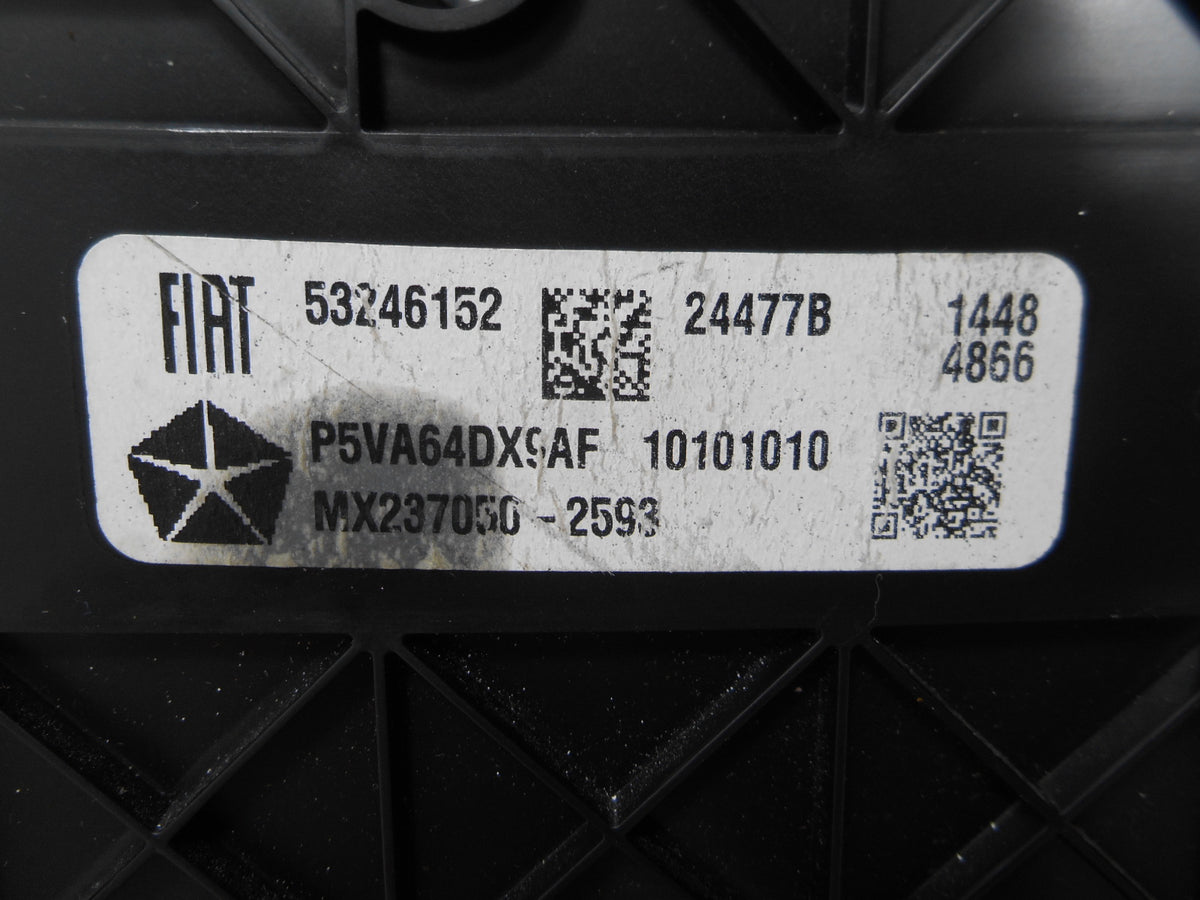 FIAT 53246152 24477B 1448
4866
P5VA64DX9AF 10101010
MX237050 - 2593